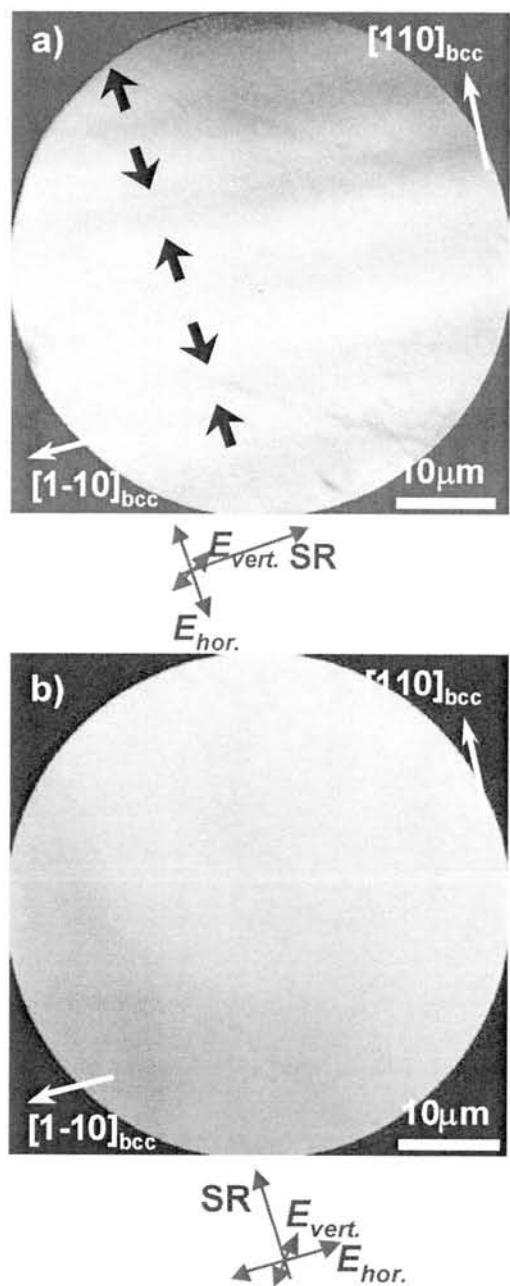 a)
[110]bcc
[1-10]bcc
10μm
Evert. SR
Ehor.
b)
[110]bcc
[1-10]bcc
10μm
SR
Evert.
Ehor.